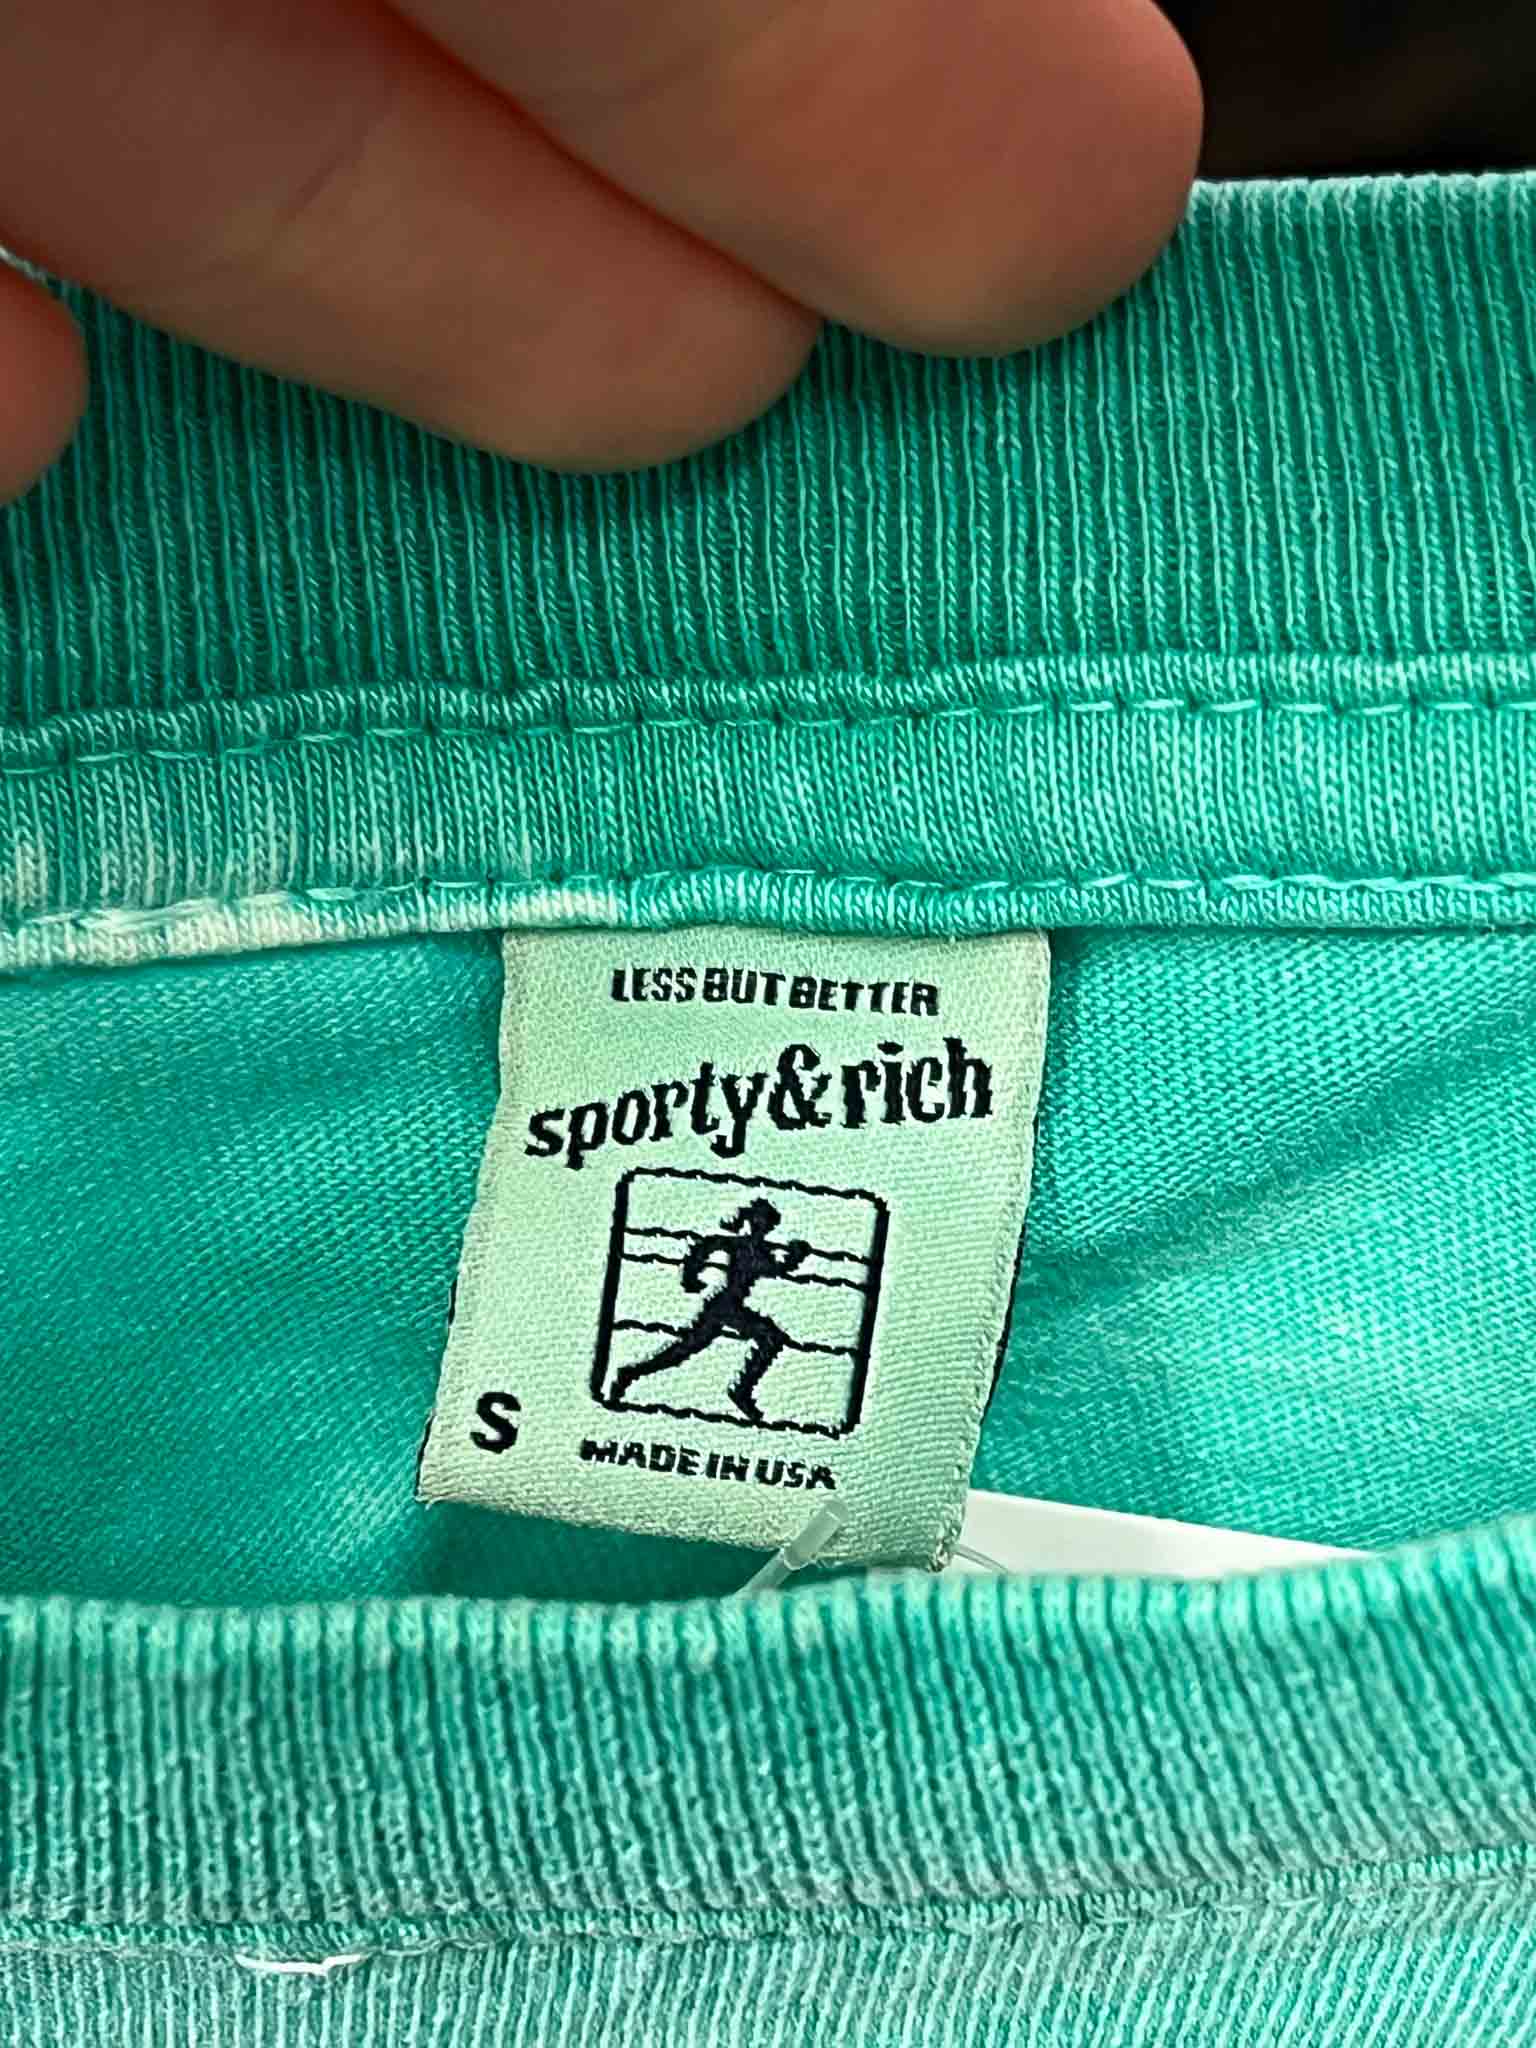 LESS BUT BETTER
sporty & rich
S
MADE IN USA